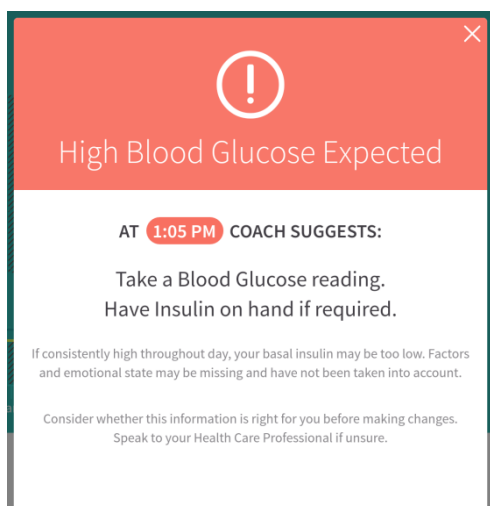 High Blood Glucose Expected
AT 1:05 PM COACH SUGGESTS:
Take a Blood Glucose reading.
Have Insulin on hand if required.
If consistently high throughout day, your basal insulin may be too low. Factors
and emotional state may be missing and have not been taken into account.
Consider whether this information is right for you before making changes.
Speak to your Health Care Professional if unsure.